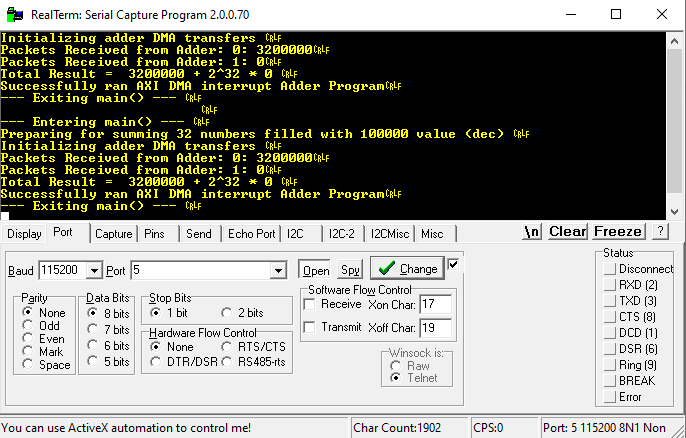 RealTerm: Serial Capture Program 2.0.0.70
Initializing adder DMA transfers CRLF
Packets Received from Adder: 0: 3200000CRLF
Packets Received from Adder: 1: 0CRLF
Total Result =  3200000 + 2^32 * 0 CRLF
Successfully ran AXI DMA interrupt Adder ProgramCRLF
--- Exiting main() --- CRLF
CRLF
--- Entering main() --- CRLF
Preparing for summing 32 numbers filled with 100000 value (dec) CRLF
Initializing adder DMA transfers CRLF
Packets Received from Adder: 0: 3200000CRLF
Packets Received from Adder: 1: 0CRLF
Total Result =  3200000 + 2^32 * 0 CRLF
Successfully ran AXI DMA interrupt Adder ProgramCRLF
--- Exiting main() --- CRLF
Display Port Capture Pins Send Echo Port I2C I2C-2 I2CMisc Misc \n Clear Freeze ?
Baud 115200 Port 5 Open Spy Change
Parity
None
Odd
Even
Mark
Space
Data Bits
8 bits
7 bits
6 bits
5 bits
Stop Bits
1 bit 2 bits
Hardware Flow Control
None RTS/CTS
DTR/DSR RS485-rts
Software Flow Control
Receive Xon Char: 17
Transmit Xoff Char: 19
Winsock is:
Raw
Telnet
Status
Disconnect
RXD (2)
TXD (3)
CTS (8)
DCD (1)
DSR (6)
Ring (9)
BREAK
Error
You can use ActiveX automation to control me! Char Count:1902 CPS:0 Port: 5 115200 8N1 None